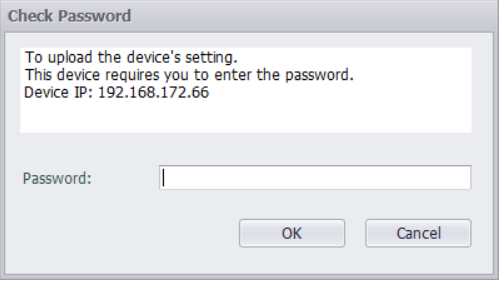 Check Password
To upload the device's setting.
This device requires you to enter the password.
Device IP: 192.168.172.66
Password:
OK Cancel